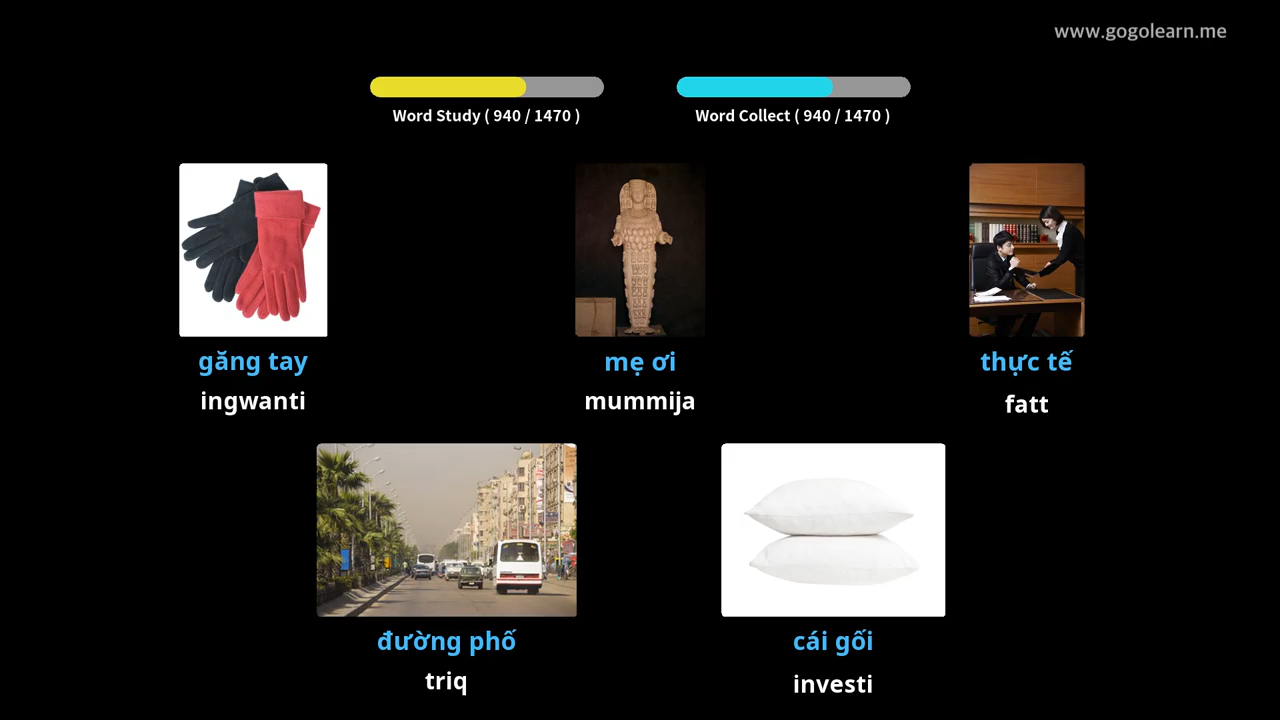 www.gogolearn.me
Word Study ( 940 / 1470 )
Word Collect ( 940 / 1470 )
găng tay
ingwanti
mẹ ơi
mummija
thực tế
fatt
đường phố
triq
cái gối
investi